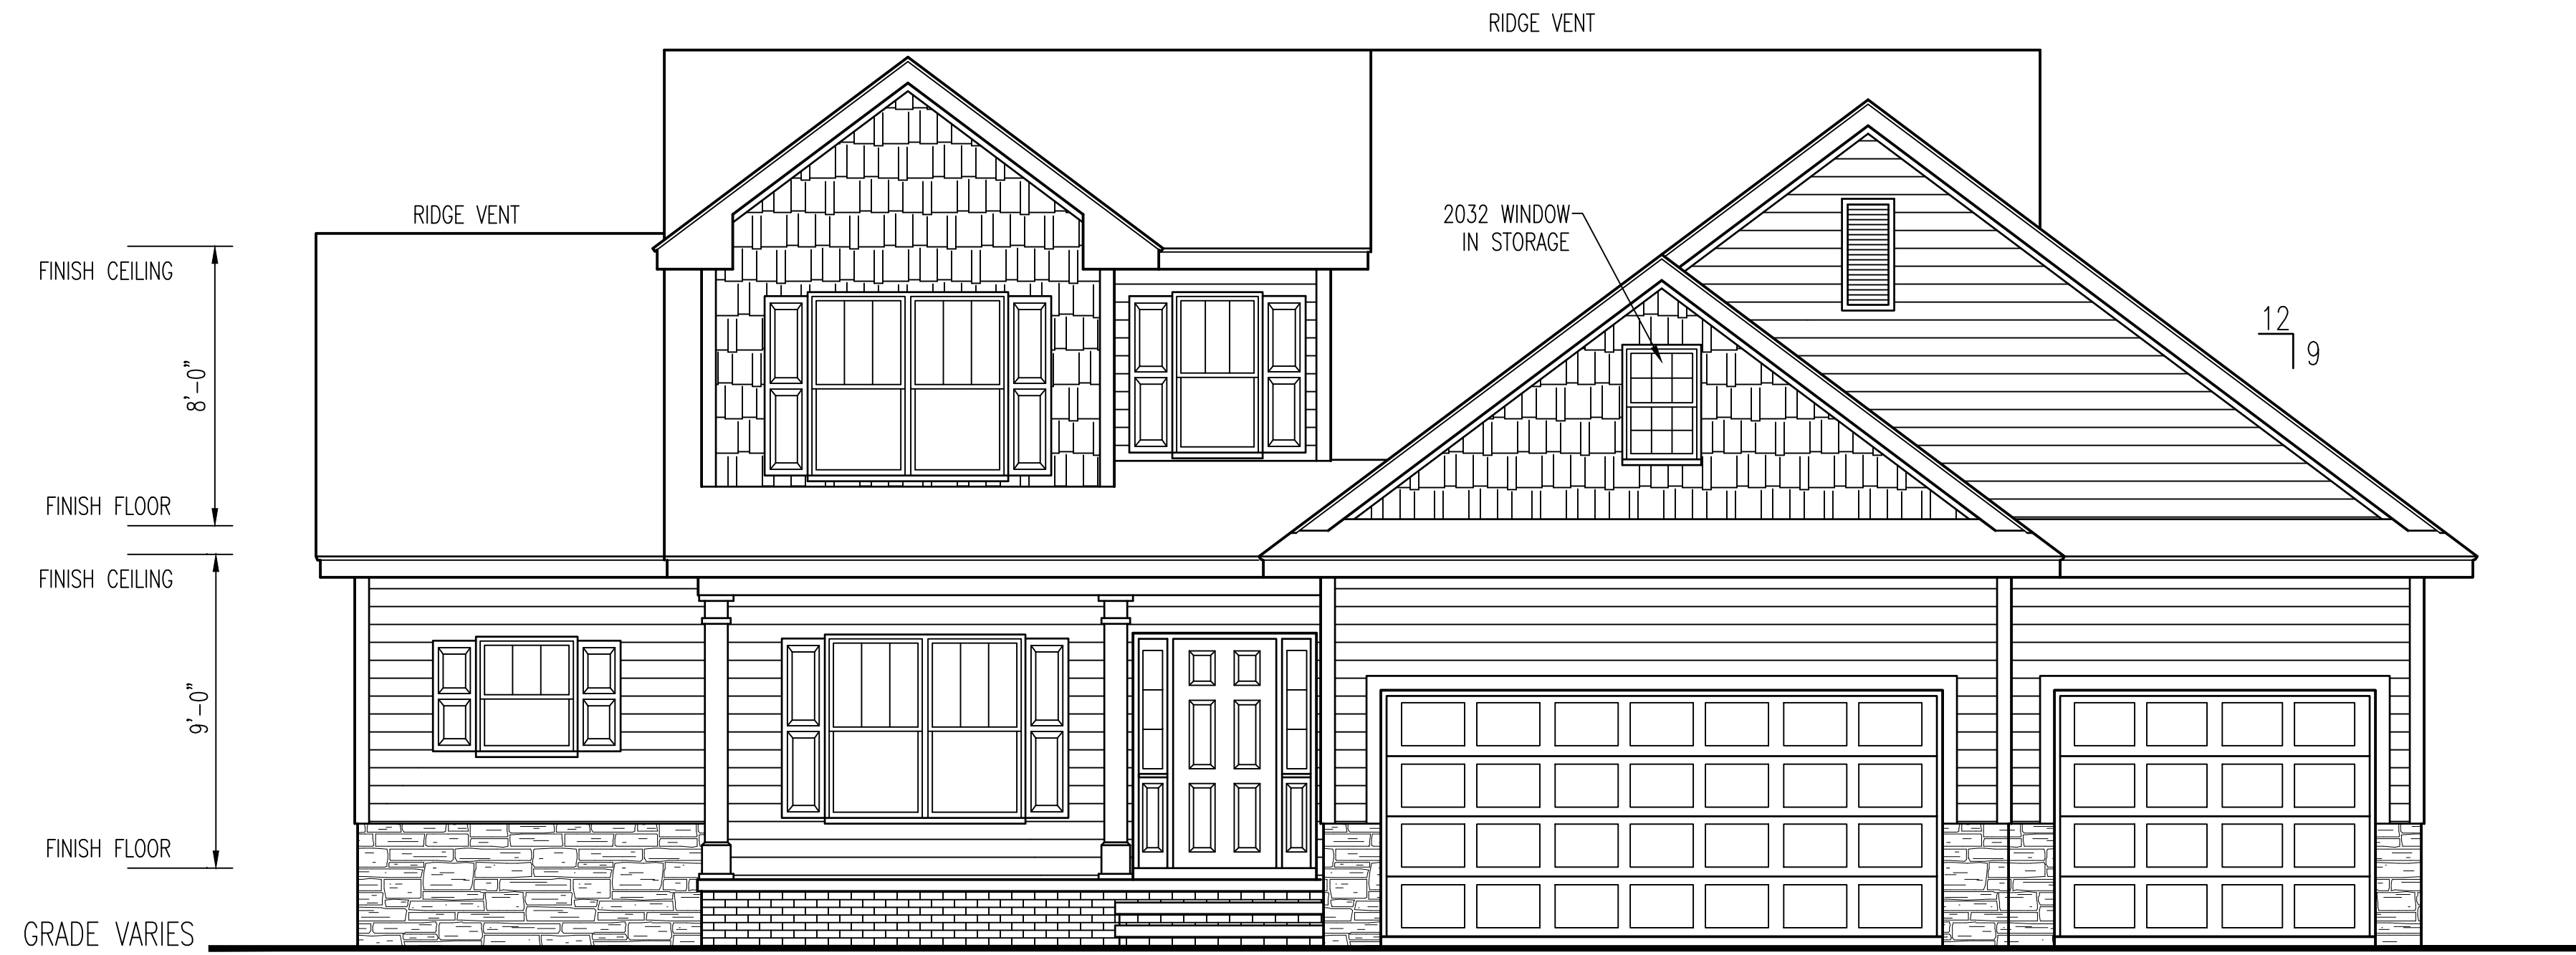 RIDGE VENT
RIDGE VENT
2032 WINDOW
IN STORAGE
FINISH CEILING
8'-0"
12
9
FINISH FLOOR
FINISH CEILING
9'-0"
FINISH FLOOR
GRADE VARIES